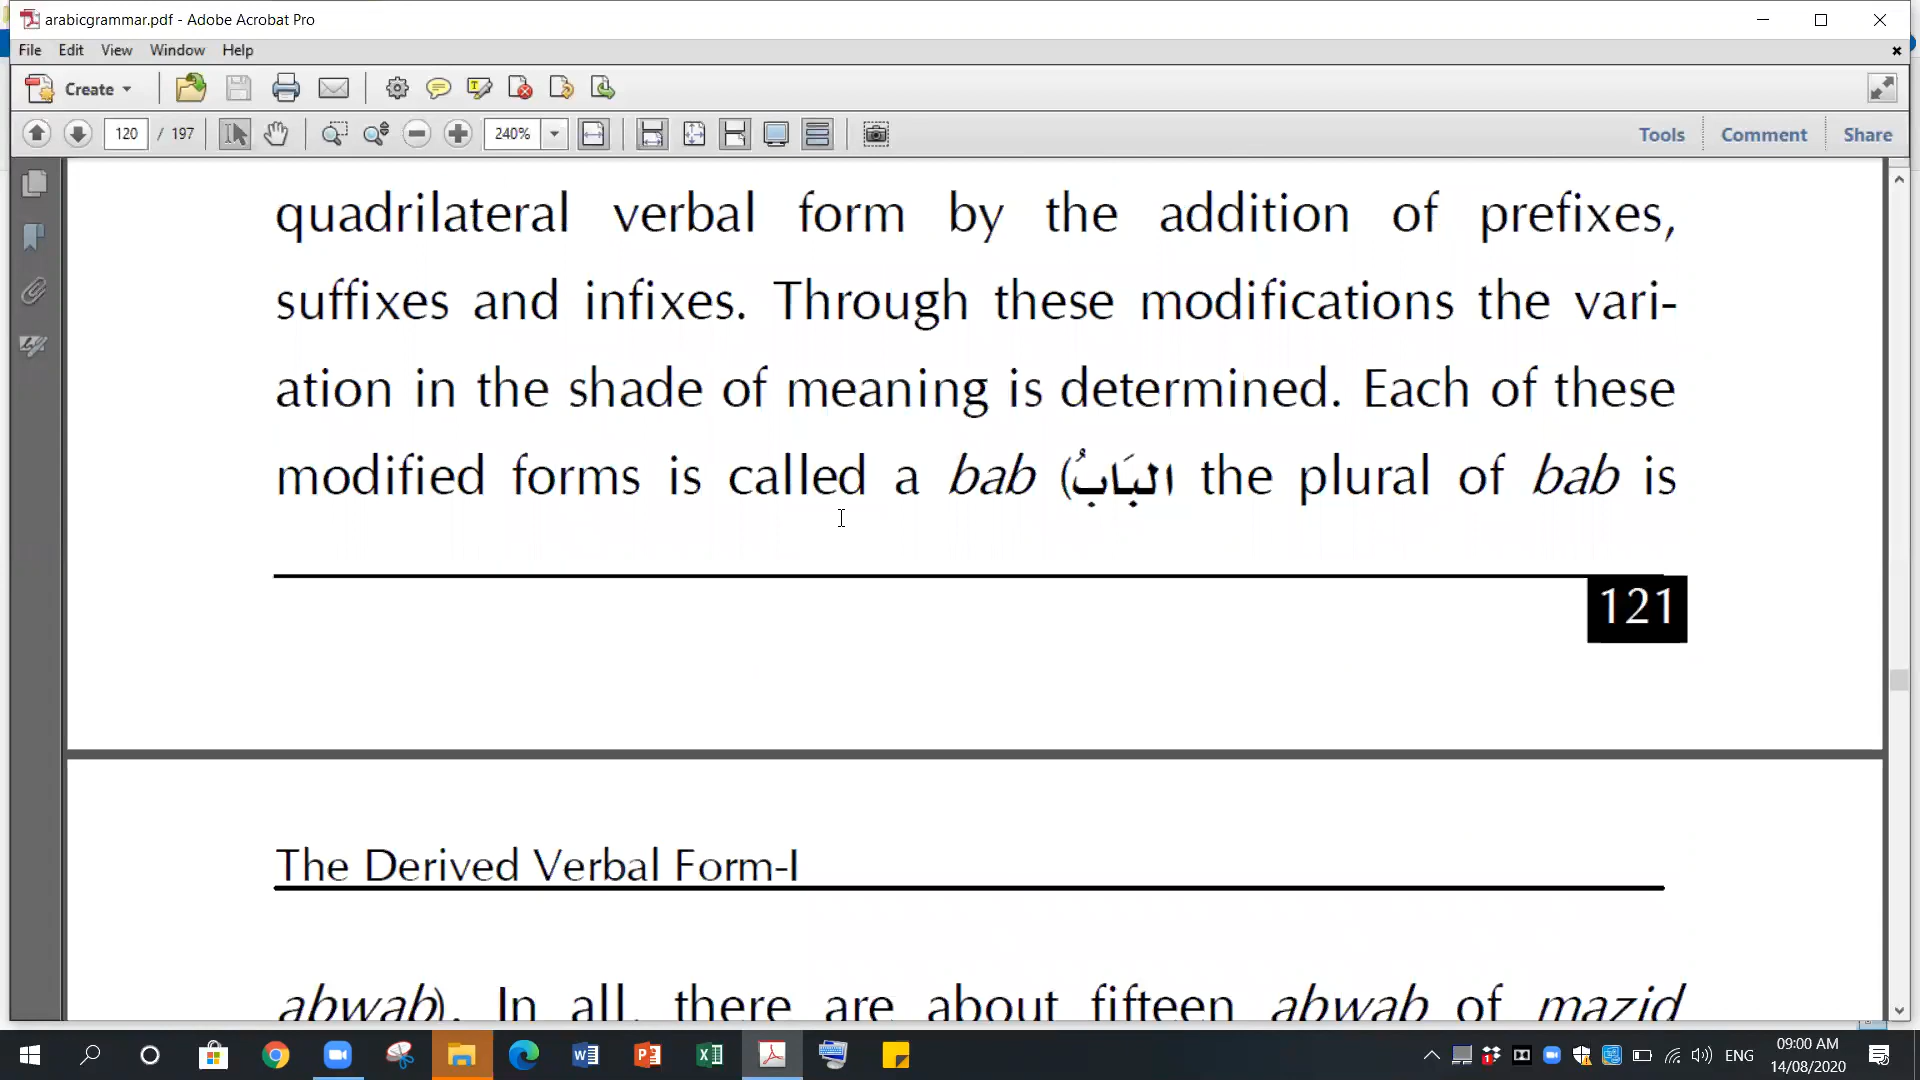 arabicgrammar.pdf - Adobe Acrobat Pro
File Edit View Window Help
Create
120 / 197 240% Tools Comment Share
quadrilateral verbal form by the addition of prefixes,
suffixes and infixes. Through these modifications the vari-
ation in the shade of meaning is determined. Each of these
modified forms is called a bab (البَابُ the plural of bab is
121
The Derived Verbal Form-I
abwab). In all, there are about fifteen abwab of mazid
ENG 09:00 AM
14/08/2020